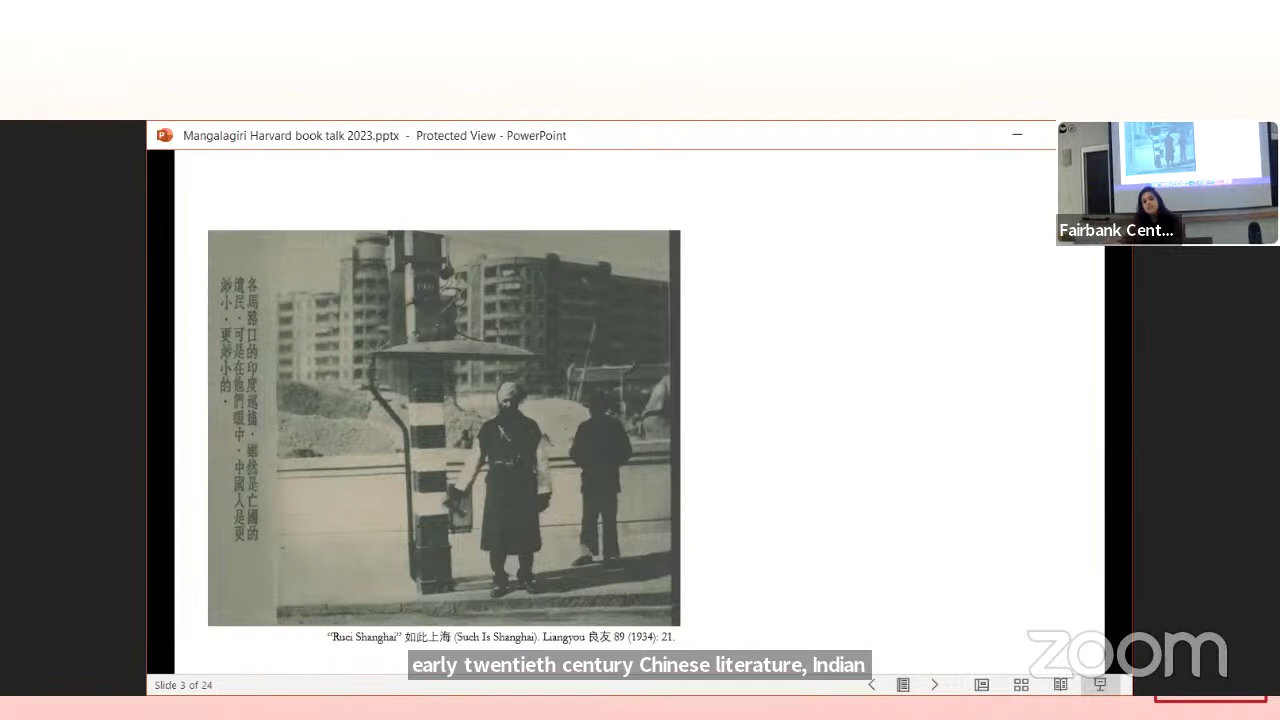 Mangalagiri Harvard book talk 2023.pptx - Protected View - PowerPoint
Fairbank Cent...
各馬路口的印度巡捕，雖然是亡國的
遺民，可是在他們眼中，中國人是更
渺小，更渺小的。
"Ruci Shanghai" 如此上海 (Such Is Shanghai). Liangyou 良友 89 (1934): 21.
early twentieth century Chinese literature, Indian
zoom
Slide 3 of 24